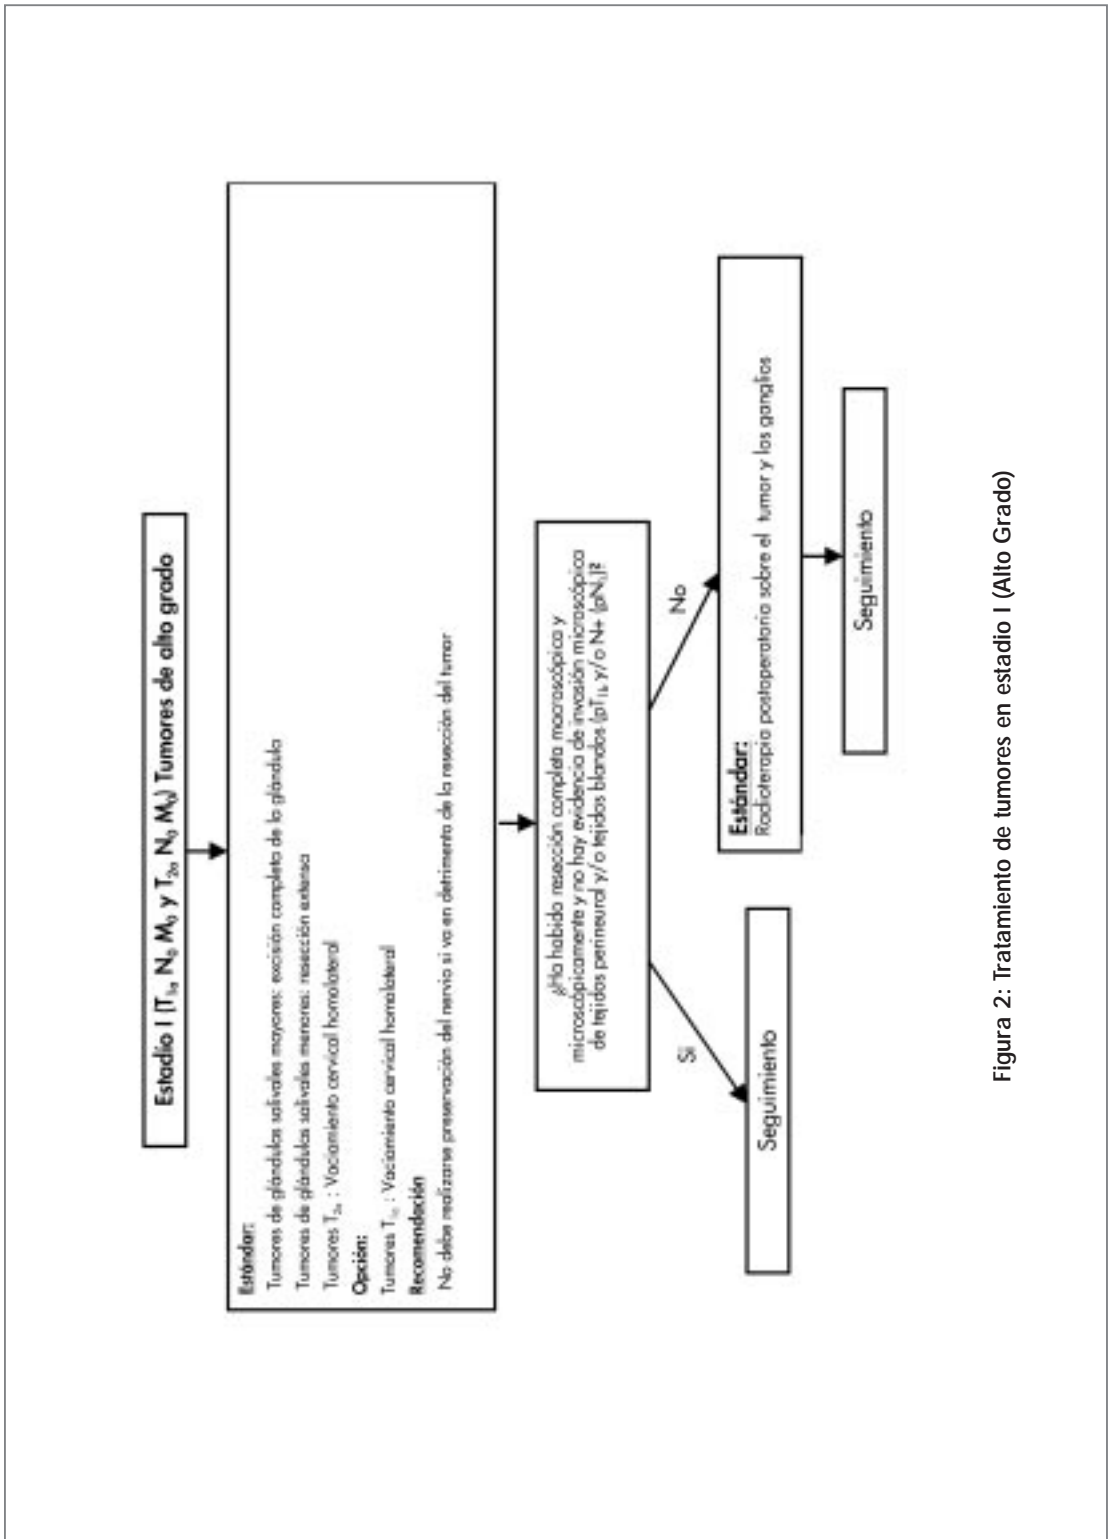 Estadío I (T₁ₐ N₀ M₀ y T₂ₐ N₀ M₀) Tumores de alto grado
Estándar:
Tumores de glándulas salivales mayores: excisión completa de la glándula
Tumores de glándulas salivales menores: resección extensa
Tumores T₂ₐ : Vaciamiento cervical homolateral
Opción:
Tumores T₁ₐ : Vaciamiento cervical homolateral
Recomendación
No debe realizarse preservación del nervio si va en detrimento de la resección del tumor
¿Ha habido resección completa macroscópica y
microscópicamente y no hay evidencia de invasión microscópica
de tejidos perineural y/o tejidos blandos (pT₁b y/o N+ (pN₁)?
Si
No
Seguimiento
Estándar:
Radioterapia postoperatoria sobre el tumor y los ganglios
Seguimiento
Figura 2: Tratamiento de tumores en estadio I (Alto Grado)